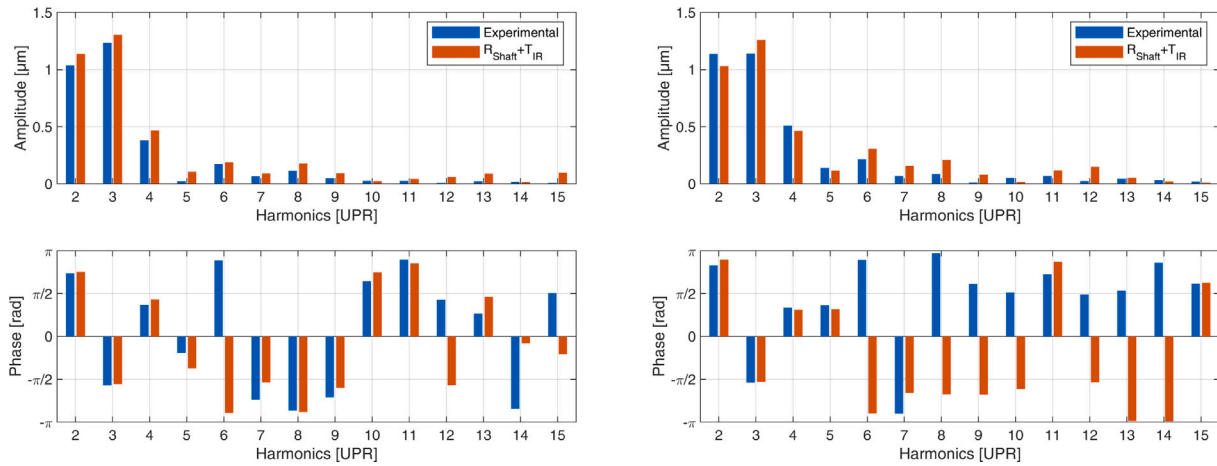 1.5
1
0.5
0
Amplitude [μm]
Experimental
R_Shaft+T_IR
2 3 4 5 6 7 8 9 10 11 12 13 14 15
Harmonics [UPR]
π
π/2
0
-π/2
-π
Phase [rad]
2 3 4 5 6 7 8 9 10 11 12 13 14 15
Harmonics [UPR]
1.5
1
0.5
0
Amplitude [μm]
Experimental
R_Shaft+T_IR
2 3 4 5 6 7 8 9 10 11 12 13 14 15
Harmonics [UPR]
π
π/2
0
-π/2
-π
Phase [rad]
2 3 4 5 6 7 8 9 10 11 12 13 14 15
Harmonics [UPR]